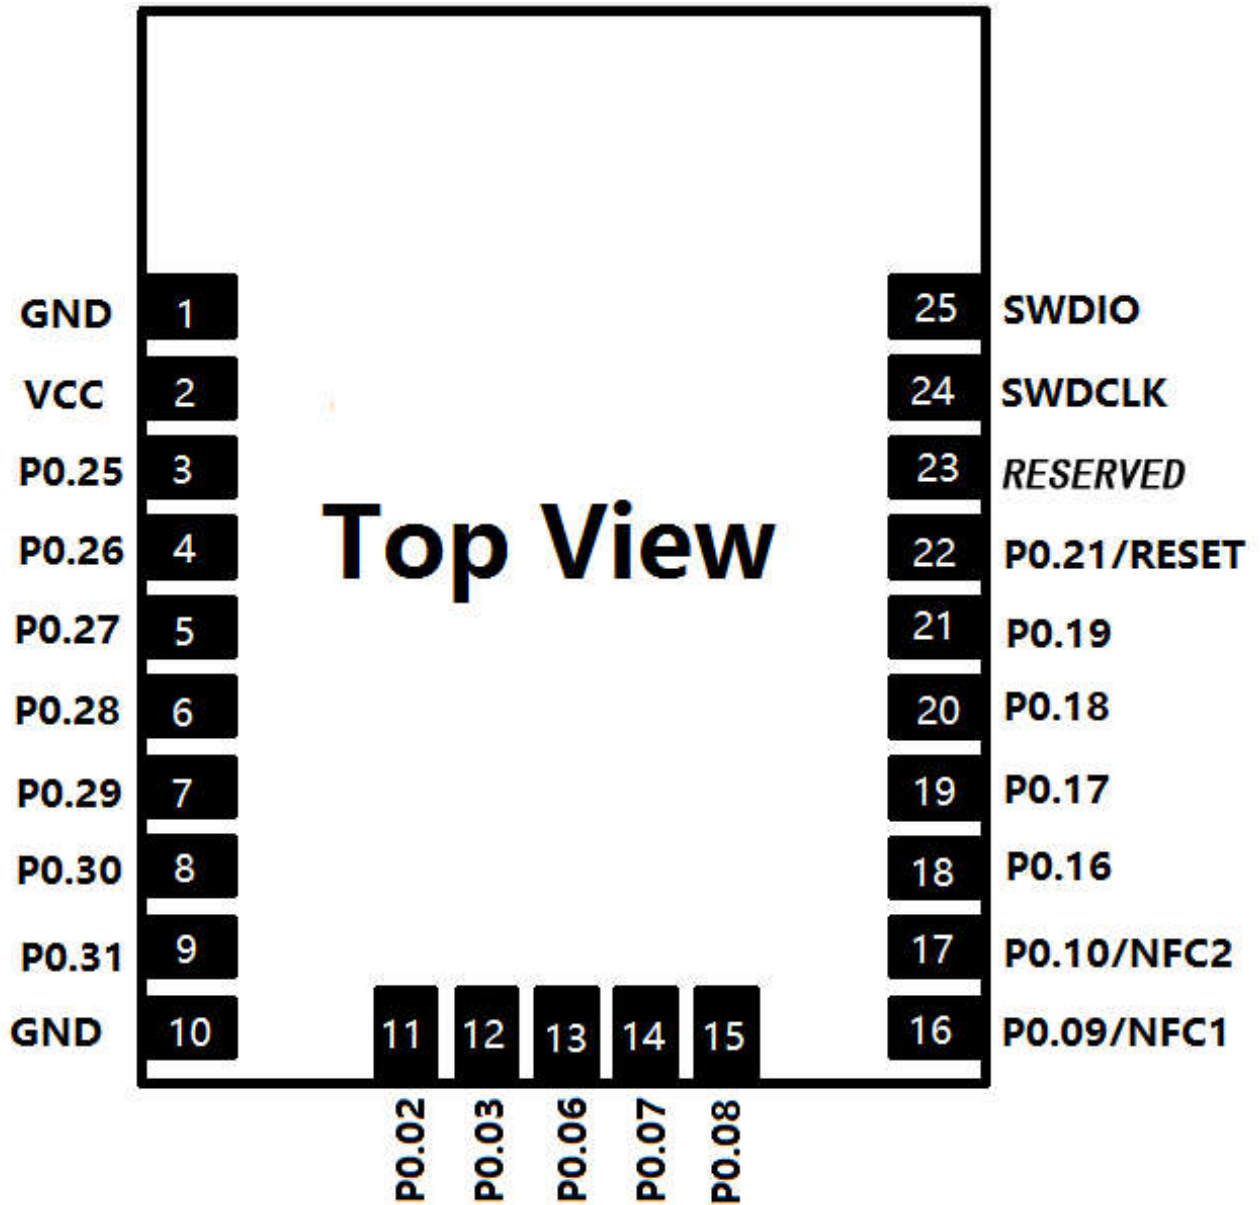 GND 1 25 SWDIO
VCC 2 24 SWDCLK
P0.25 3 23 RESERVED
P0.26 4 Top View 22 P0.21/RESET
P0.27 5 21 P0.19
P0.28 6 20 P0.18
P0.29 7 19 P0.17
P0.30 8 18 P0.16
P0.31 9 17 P0.10/NFC2
GND 10 11 12 13 14 15 16 P0.09/NFC1
P0.02 P0.03 P0.06 P0.07 P0.08